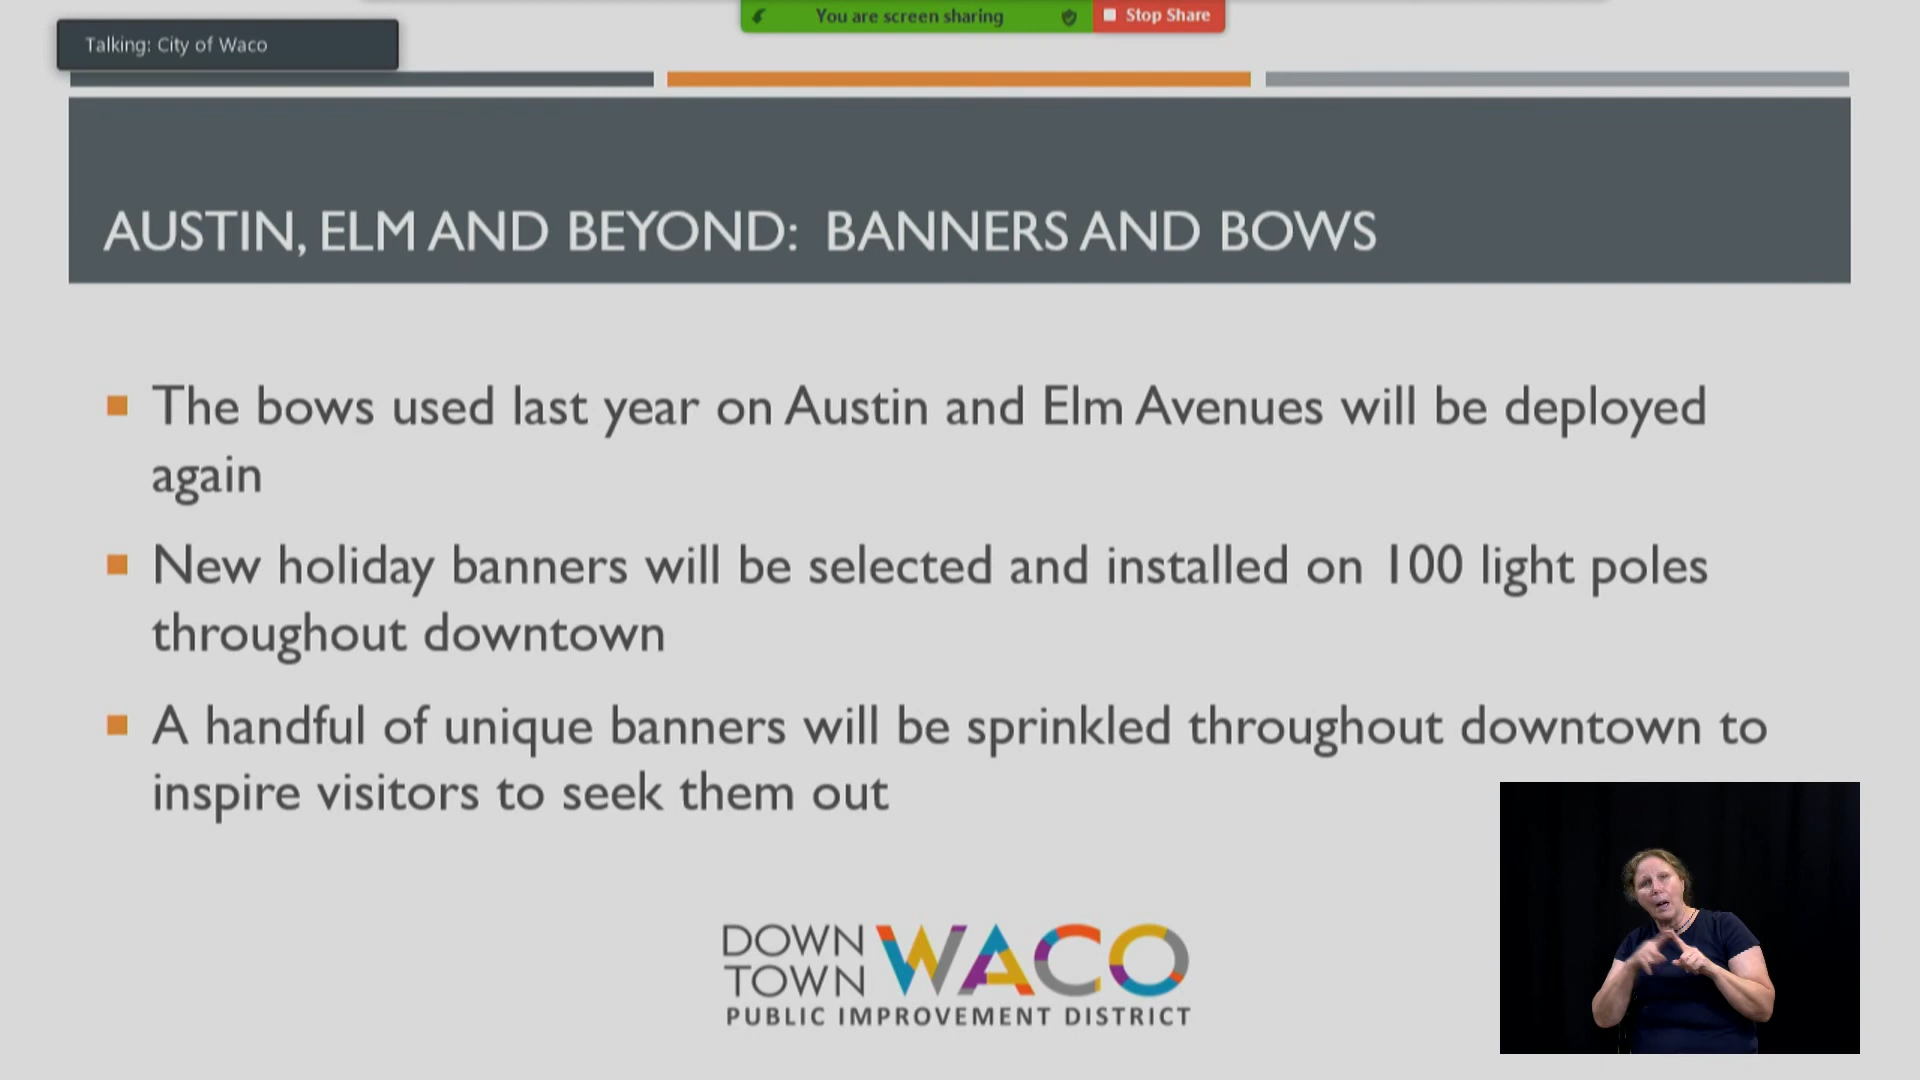 You are screen sharing
Stop Share
Talking: City of Waco
AUSTIN, ELM AND BEYOND: BANNERS AND BOWS
The bows used last year on Austin and Elm Avenues will be deployed
again
New holiday banners will be selected and installed on 100 light poles
throughout downtown
A handful of unique banners will be sprinkled throughout downtown to
inspire visitors to seek them out
DOWN
TOWN
WACO
PUBLIC IMPROVEMENT DISTRICT